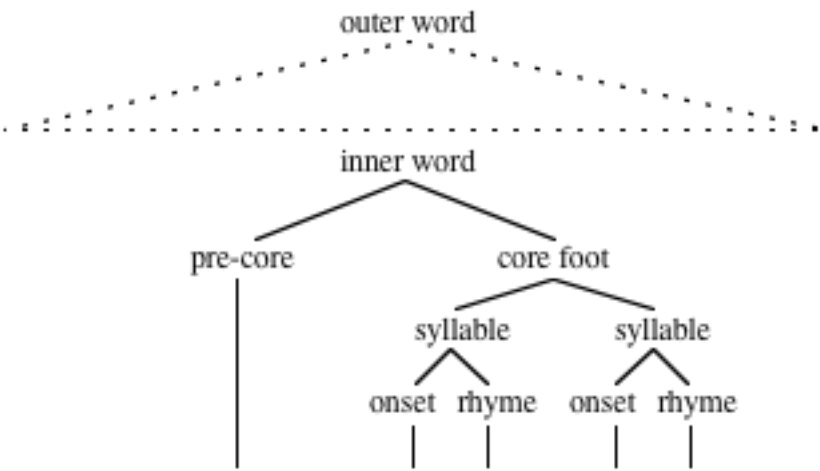 outer word
inner word
pre-core core foot
syllable syllable
onset rhyme onset rhyme